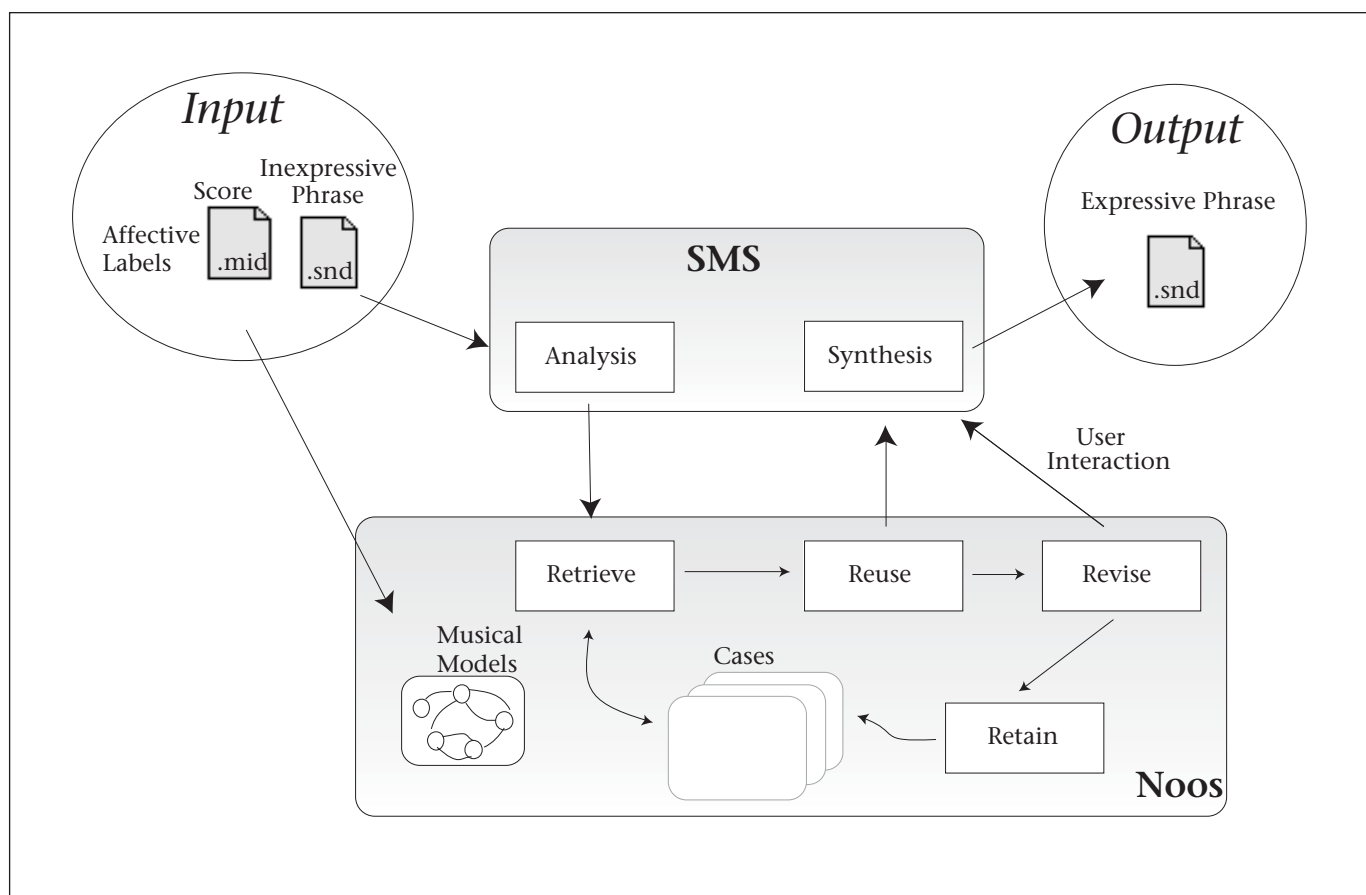 Input
Output
Inexpressive
Phrase
Score
Affective
Labels
.mid
.snd
Expressive Phrase
.snd
SMS
Analysis
Synthesis
User
Interaction
Retrieve
Reuse
Revise
Musical
Models
Cases
Retain
Noos